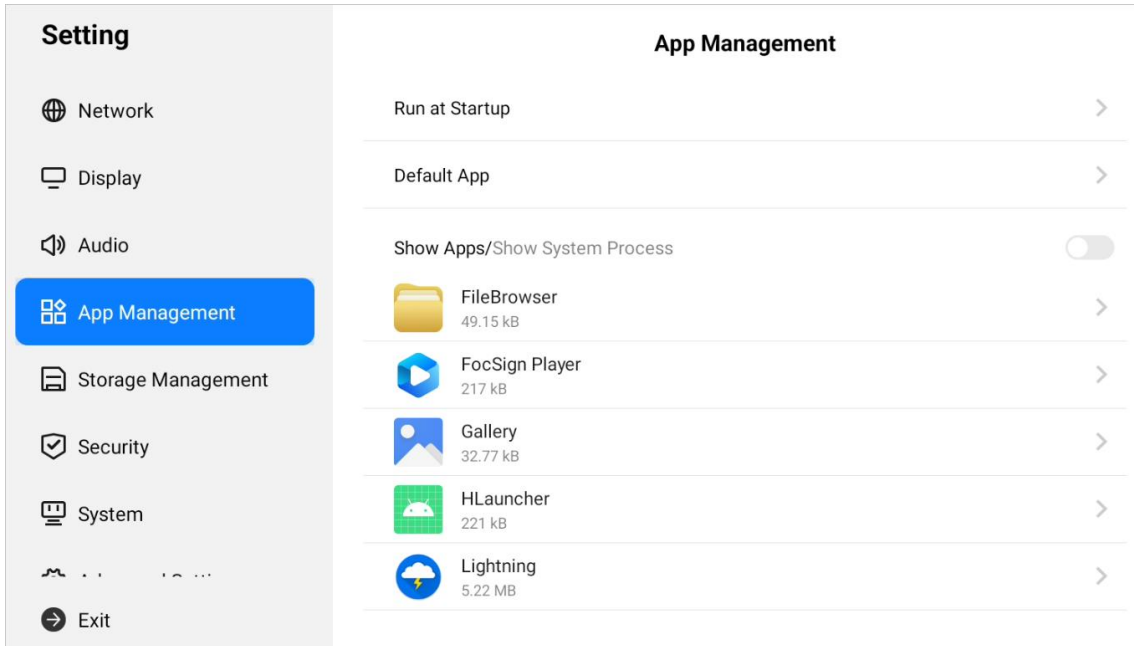 Setting
Network
Display
Audio
App Management
Storage Management
Security
System
Exit
App Management
Run at Startup
Default App
Show Apps/Show System Process
FileBrowser
49.15 kB
FocSign Player
217 kB
Gallery
32.77 kB
HLauncher
221 kB
Lightning
5.22 MB